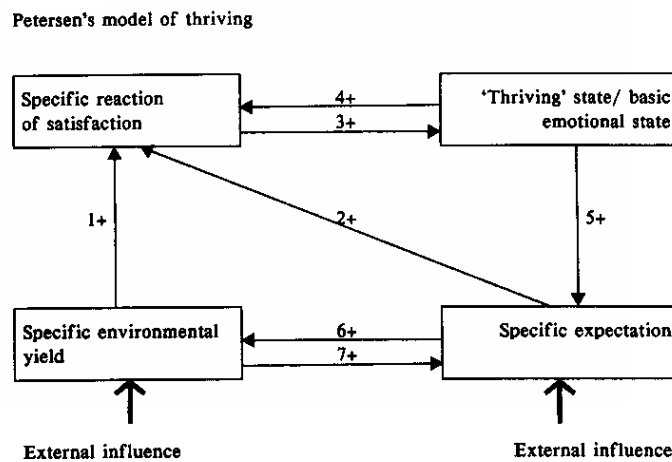 Petersen's model of thriving
Specific reaction
of satisfaction
4+
3+
'Thriving' state/ basic
emotional state
1+
2+
5+
Specific environmental
yield
6+
7+
Specific expectation
External influence
External influence